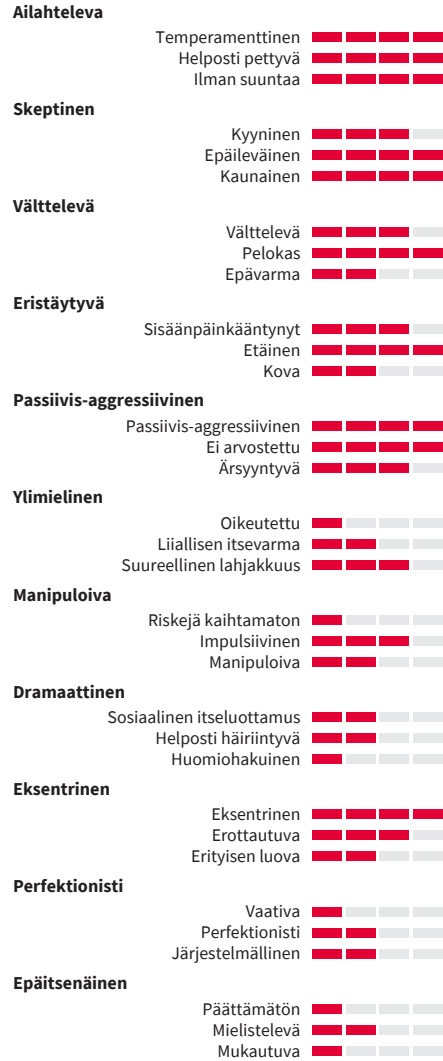 Ailahteleva
Temperamenttinen
Helposti pettyvä
Ilman suuntaa
Skeptinen
Kyyninen
Epäileväinen
Kaunainen
Välttelevä
Välttelevä
Pelokas
Epävarma
Eristäytyvä
Sisäänpäinkääntynyt
Etäinen
Kova
Passiivis-aggressiivinen
Passiivis-aggressiivinen
Ei arvostettu
Ärsyyntyvä
Ylimielinen
Oikeutettu
Liiallisen itsevarma
Suureellinen lahjakkuus
Manipuloiva
Riskejä kaihtamaton
Impulsiivinen
Manipuloiva
Dramaattinen
Sosiaalinen itseluottamus
Helposti häiriintyvä
Huomiohakuinen
Eksentrinen
Eksentrinen
Erottautuva
Erityisen luova
Perfektionisti
Vaativa
Perfektionisti
Järjestelmällinen
Epäitsenäinen
Päättämätön
Mielistelevä
Mukautuva